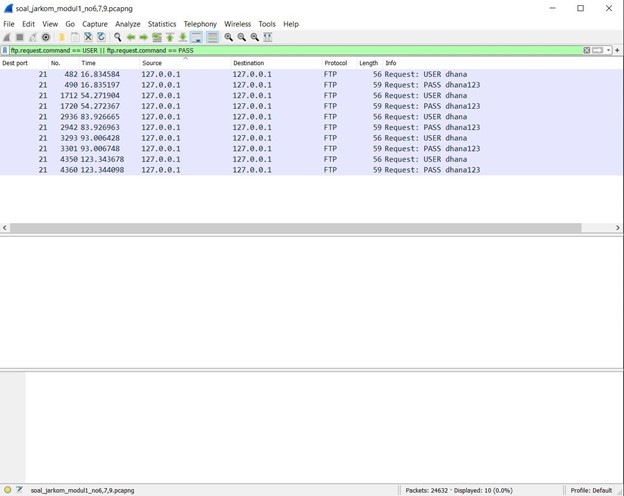 soal_jarkom_modul1_no6,7,9.pcapng
File Edit View Go Capture Analyze Statistics Telephony Wireless Tools Help
ftp.request.command == USER || ftp.request.command == PASS
Dest port No. Time Source Destination Protocol Length Info
21 482 16.834584 127.0.0.1 127.0.0.1 FTP 56 Request: USER dhana
21 490 16.835197 127.0.0.1 127.0.0.1 FTP 59 Request: PASS dhana123
21 1712 54.271904 127.0.0.1 127.0.0.1 FTP 56 Request: USER dhana
21 1720 54.272367 127.0.0.1 127.0.0.1 FTP 59 Request: PASS dhana123
21 2936 83.926665 127.0.0.1 127.0.0.1 FTP 56 Request: USER dhana
21 2942 83.926963 127.0.0.1 127.0.0.1 FTP 59 Request: PASS dhana123
21 3293 93.006428 127.0.0.1 127.0.0.1 FTP 56 Request: USER dhana
21 3301 93.006748 127.0.0.1 127.0.0.1 FTP 59 Request: PASS dhana123
21 4350 123.343678 127.0.0.1 127.0.0.1 FTP 56 Request: USER dhana
21 4360 123.344098 127.0.0.1 127.0.0.1 FTP 59 Request: PASS dhana123
soal_jarkom_modul1_no6,7,9.pcapng Packets: 24632 · Displayed: 10 (0.0%) Profile: Default